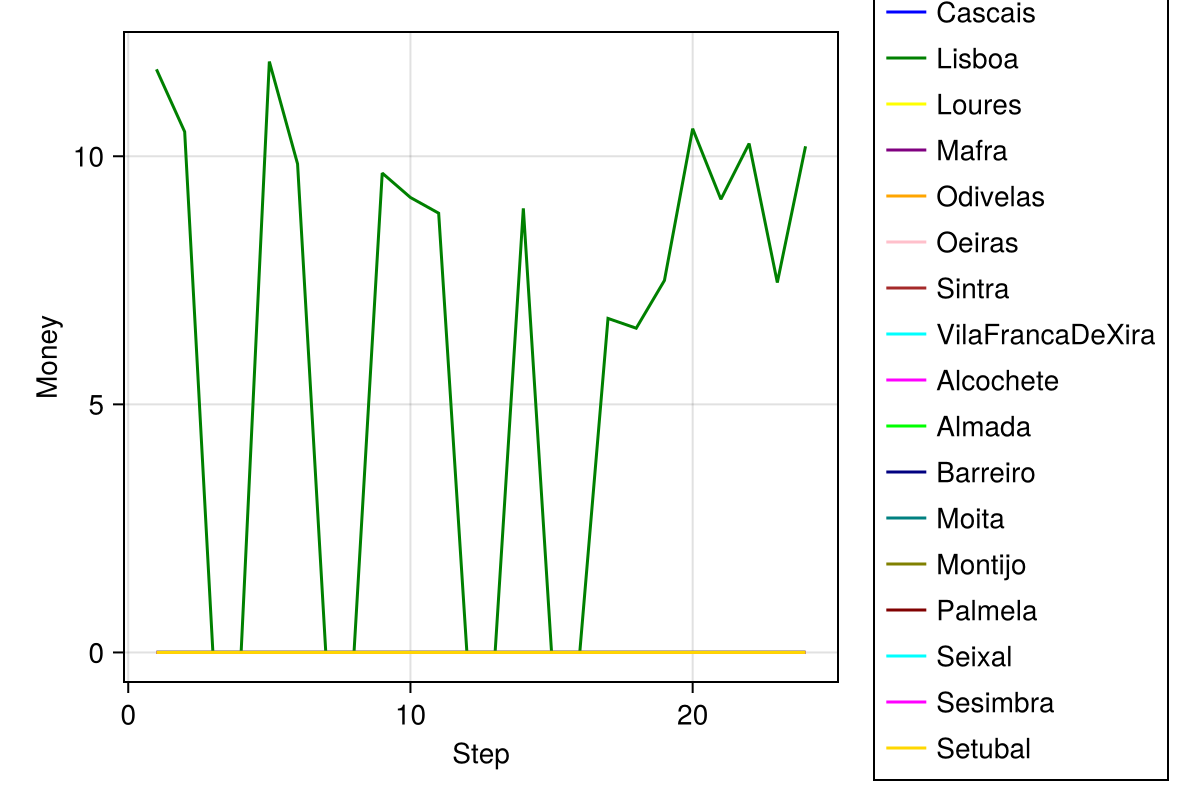 Money
10
5
0
0
10
20
Step
Cascais
Lisboa
Loures
Mafra
Odivelas
Oeiras
Sintra
VilaFrancaDeXira
Alcochete
Almada
Barreiro
Moita
Montijo
Palmela
Seixal
Sesimbra
Setubal